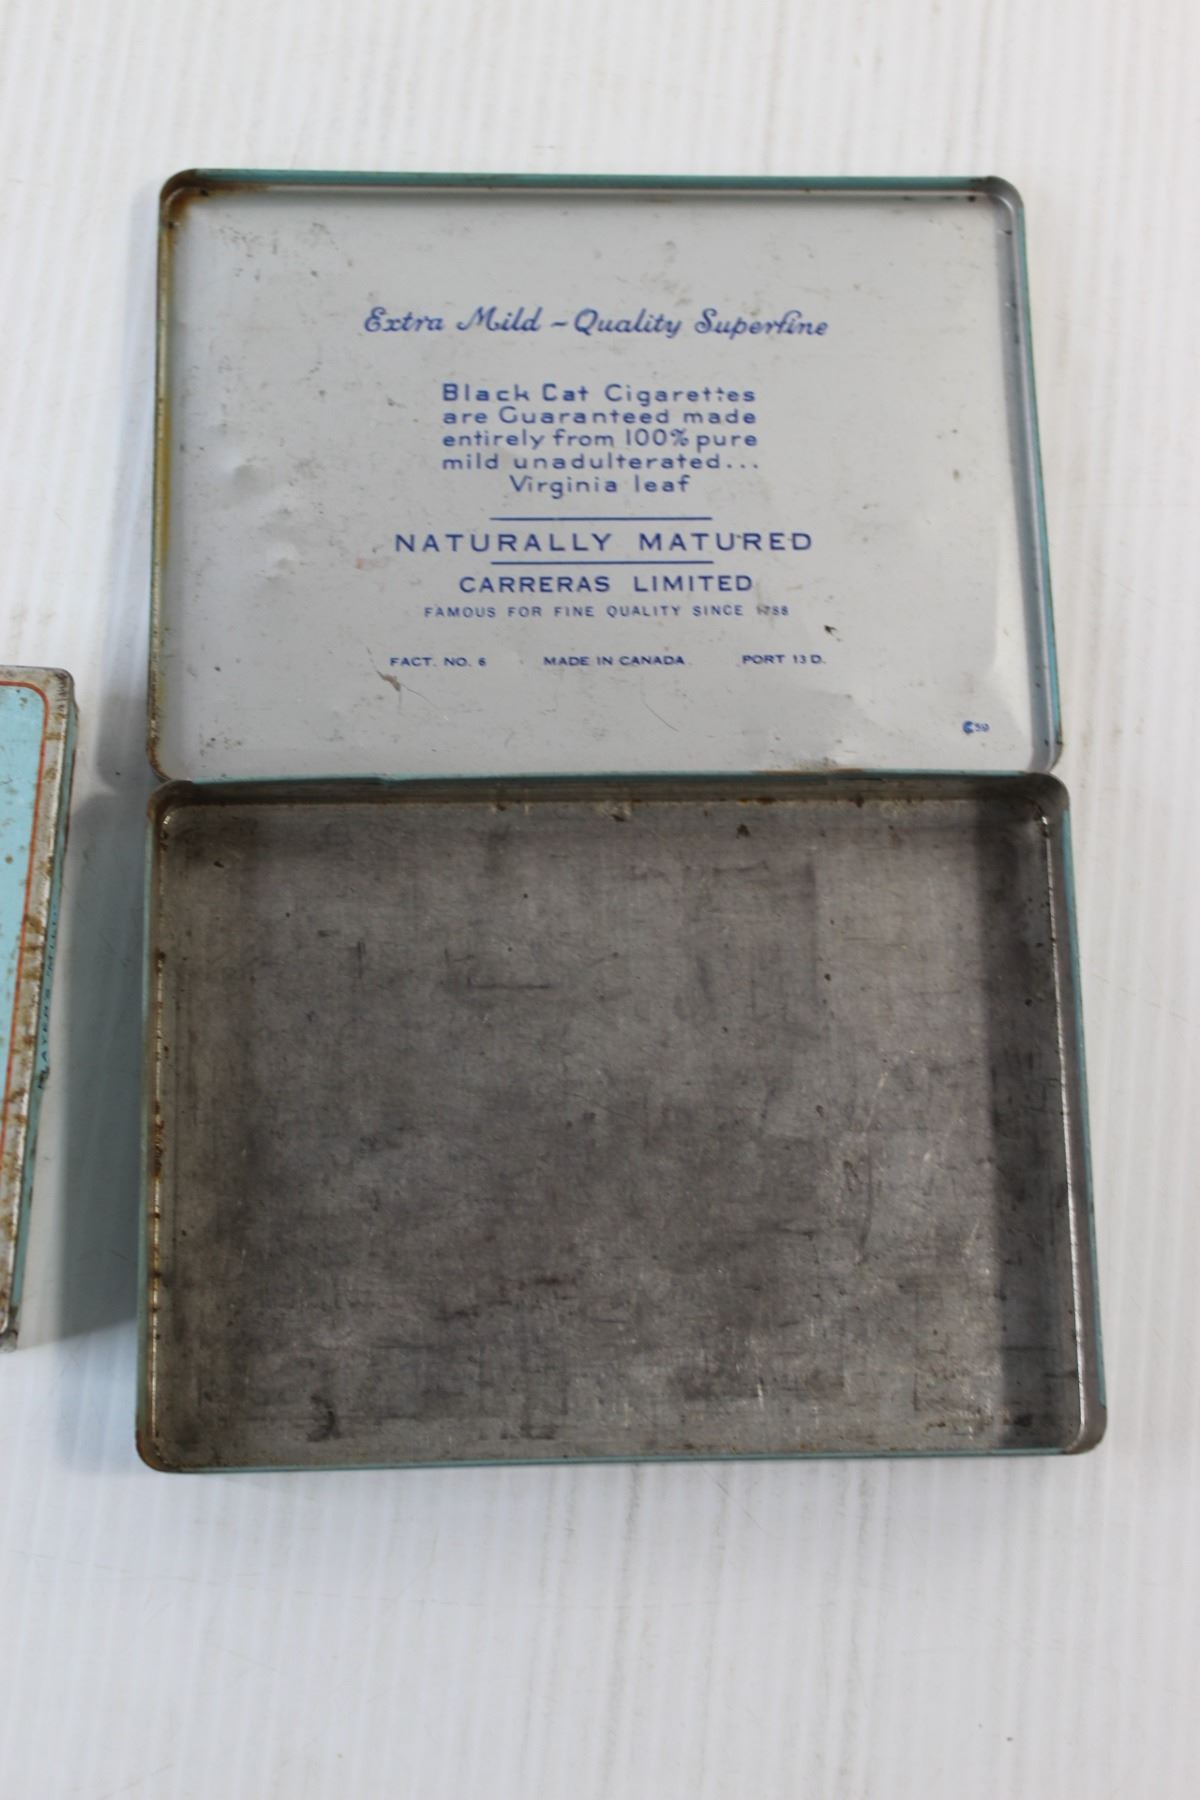 Extra Mild - Quality Superfine
Black Cat Cigarettes
are Guaranteed made
entirely from 100% pure
mild unadulterated...
Virginia leaf
NATURALLY MATURED
CARRERAS LIMITED
FAMOUS FOR FINE QUALITY SINCE 1788
FACT. NO. 6 MADE IN CANADA. PORT 13 D.
PLAYER'S